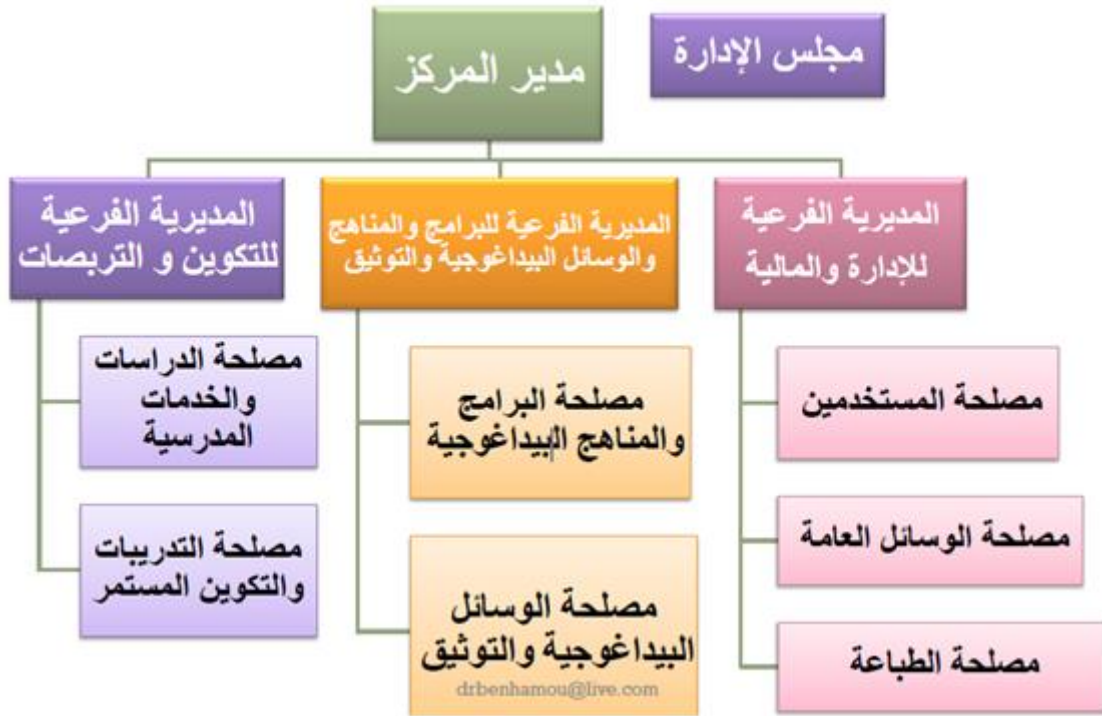 مجلس الإدارة
مدير المركز
المديرية الفرعية
للإدارة والمالية
المديرية الفرعية للبرامج والمناهج
والوسائل البيداغوجية والتوثيق
المديرية الفرعية
للتكوين و التربصات
مصلحة المستخدمين
مصلحة الوسائل العامة
مصلحة الطباعة
مصلحة البرامج
والمناهج البيداغوجية
مصلحة الوسائل
البيداغوجية والتوثيق
drbenhamou@live.com
مصلحة الدراسات
والخدمات
المدرسية
مصلحة التدريبات
والتكوين المستمر